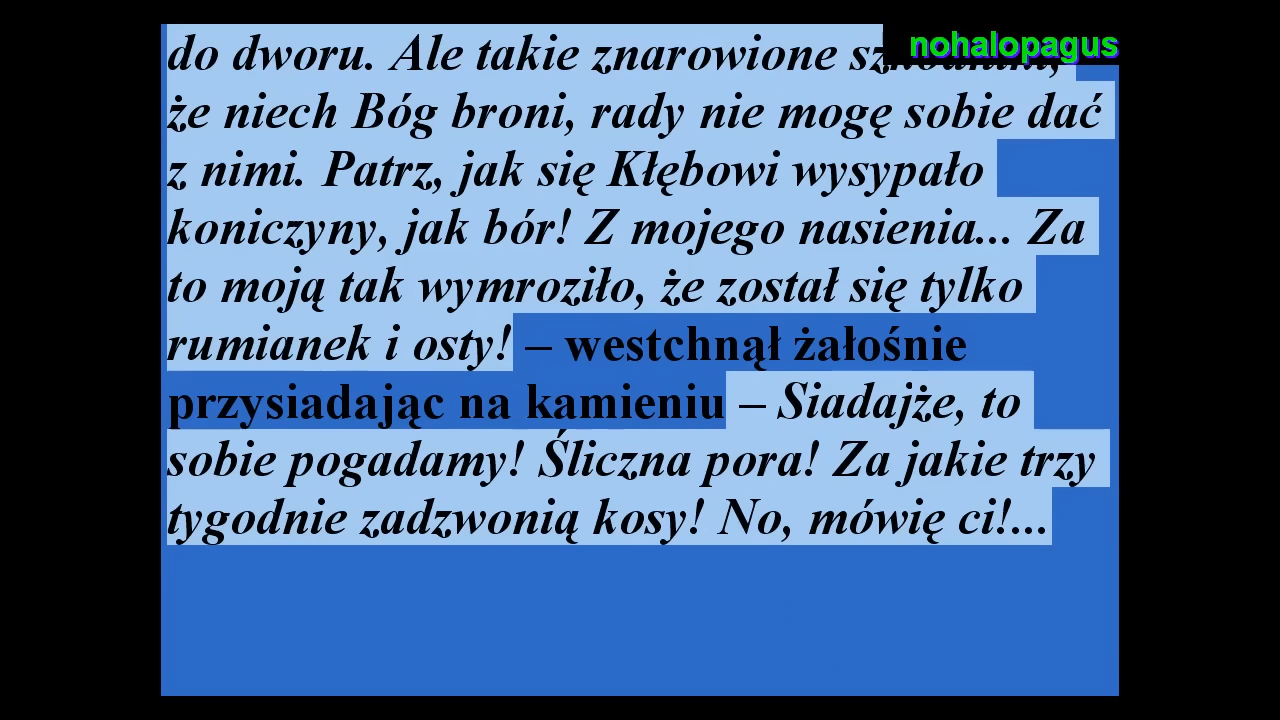 nohalopagus
do dworu. Ale takie znarowione
że niech Bóg broni, rady nie mogę sobie dać
z nimi. Patrz, jak się Kłębowi wysypało
koniczyny, jak bór! Z mojego nasienia... Za
to moją tak wymroziło, że został się tylko
rumianek i osty! – westchnął żałośnie
przysiadając na kamieniu – Siadajże, to
sobie pogadamy! Śliczna pora! Za jakie trzy
tygodnie zadzwonią kosy! No, mówię ci!...